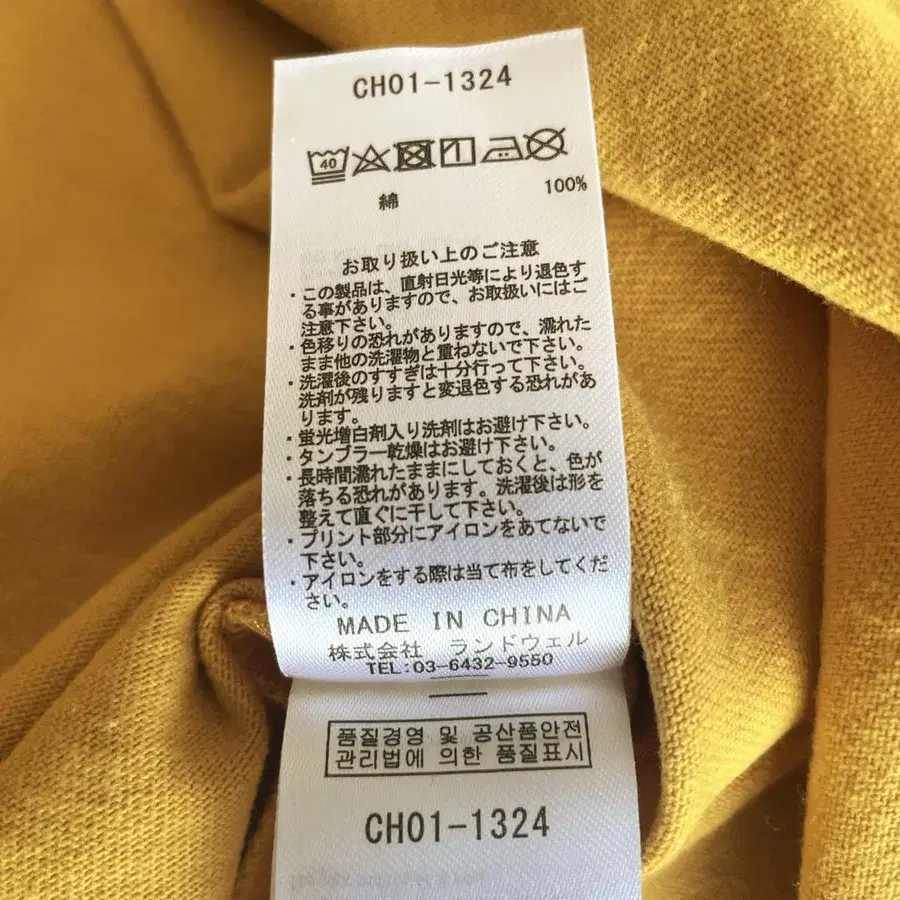 CH01-1324
40
綿 100%
お取り扱い上のご注意
・この製品は、直射日光等により退色す
る事がありますので、お取扱いにはご
注意下さい。
・色移りの恐れがありますので、濡れた
まま他の洗濯物と重ねないで下さい。
・洗濯後のすすぎは十分行って下さい。
洗剤が残りますと変退色する恐れがあ
ります。
・蛍光増白剤入り洗剤はお避け下さい。
・タンブラー乾燥はお避け下さい。
・長時間濡れたままにしておくと、色が
落ちる恐れがあります。洗濯後は形を
整えて直ぐに干して下さい。
・プリント部分にアイロンをあてないで
下さい。
・アイロンをする際は当て布をしてくだ
さい。
MADE IN CHINA
株式会社 ランドウェル
TEL:03-6432-9550
품질경영 및 공산품안전
관리법에 의한 품질표시
CH01-1324